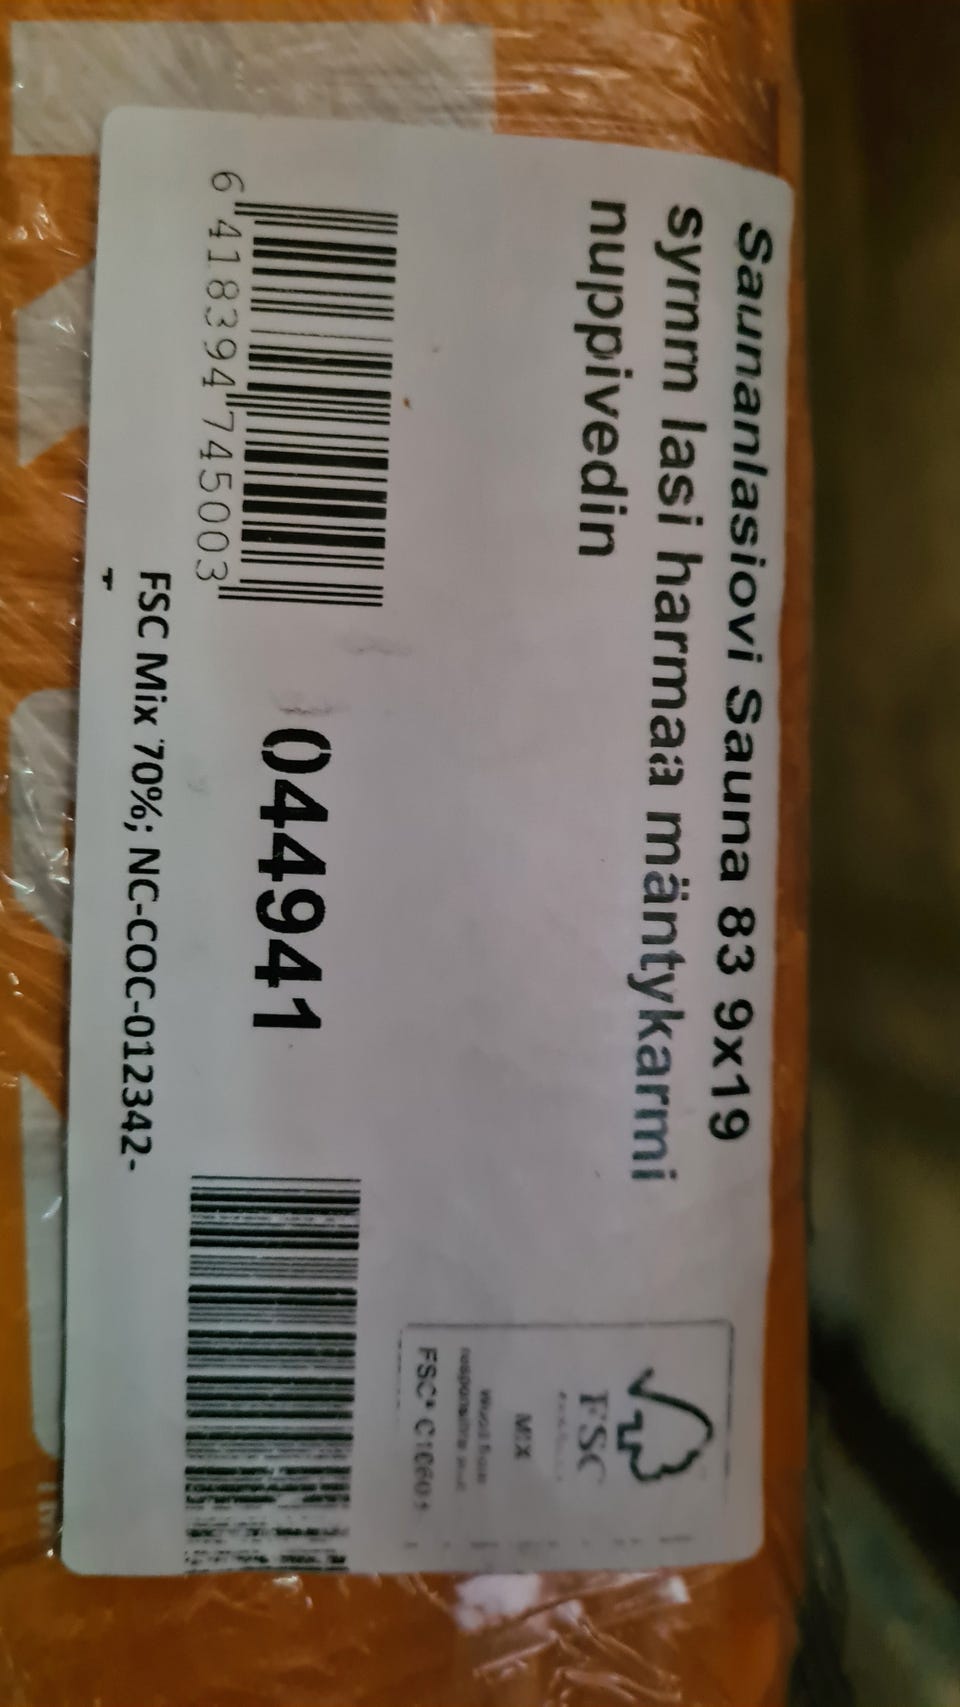 Saunanlasiovi Sauna 83 9x19
symm lasi harmaa mäntykarmi
nuppivedin
6 418394 745003
044941
FSC Mix 70%; NC-COC-012342-
FSC
MIX
FSC®